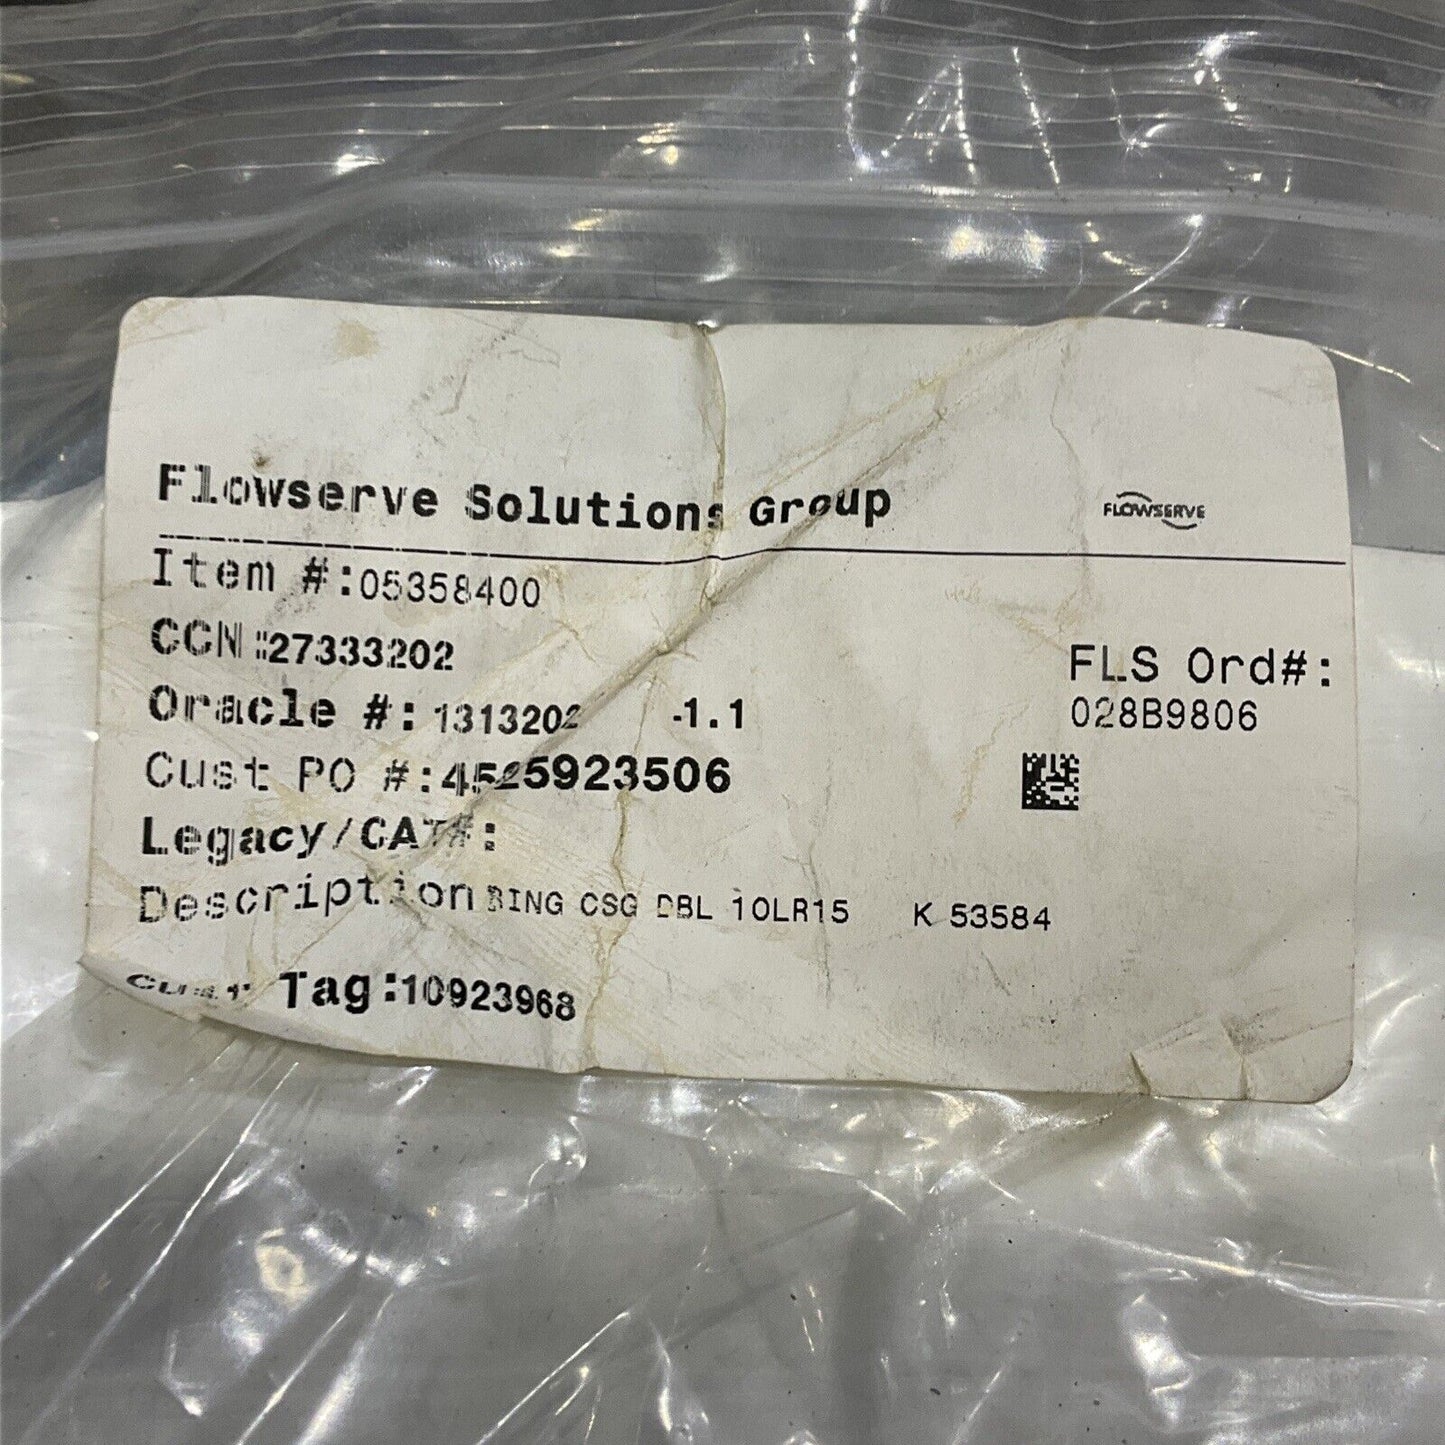 Flowserve Solutions Group
FLOWSERVE
Item #:05358400
CCN #:27333202
FLS Ord#:
Oracle #: 1313202 -1.1
028B9806
Cust PO #:4525923506
Legacy/CAT#:
Description RING CSG DBL 10LR15 K 53584
Tag:10923968